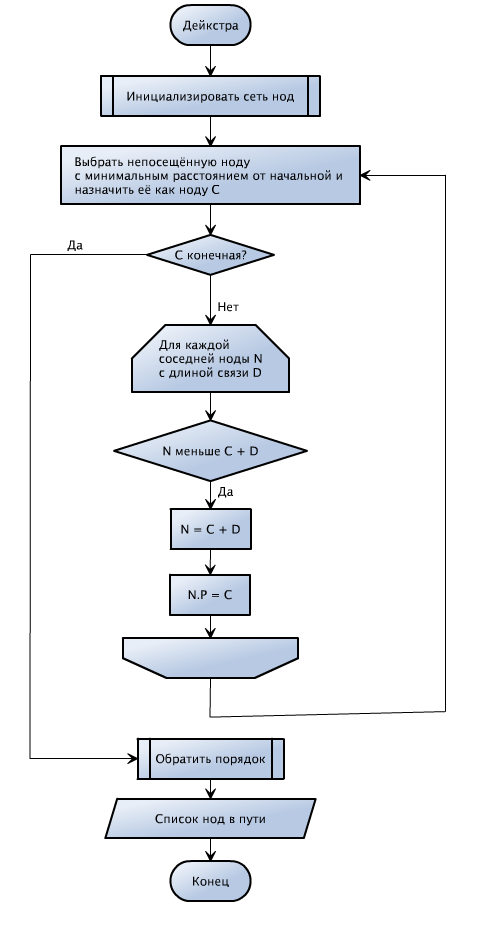 Дейкстра
Инициализировать сеть нод
Выбрать непосещённую ноду
с минимальным расстоянием от начальной и
назначить её как ноду C
Да
C конечная?
Нет
Для каждой
соседней ноды N
с длиной связи D
N меньше C + D
Да
N = C + D
N.P = C
Обратить порядок
Список нод в пути
Конец